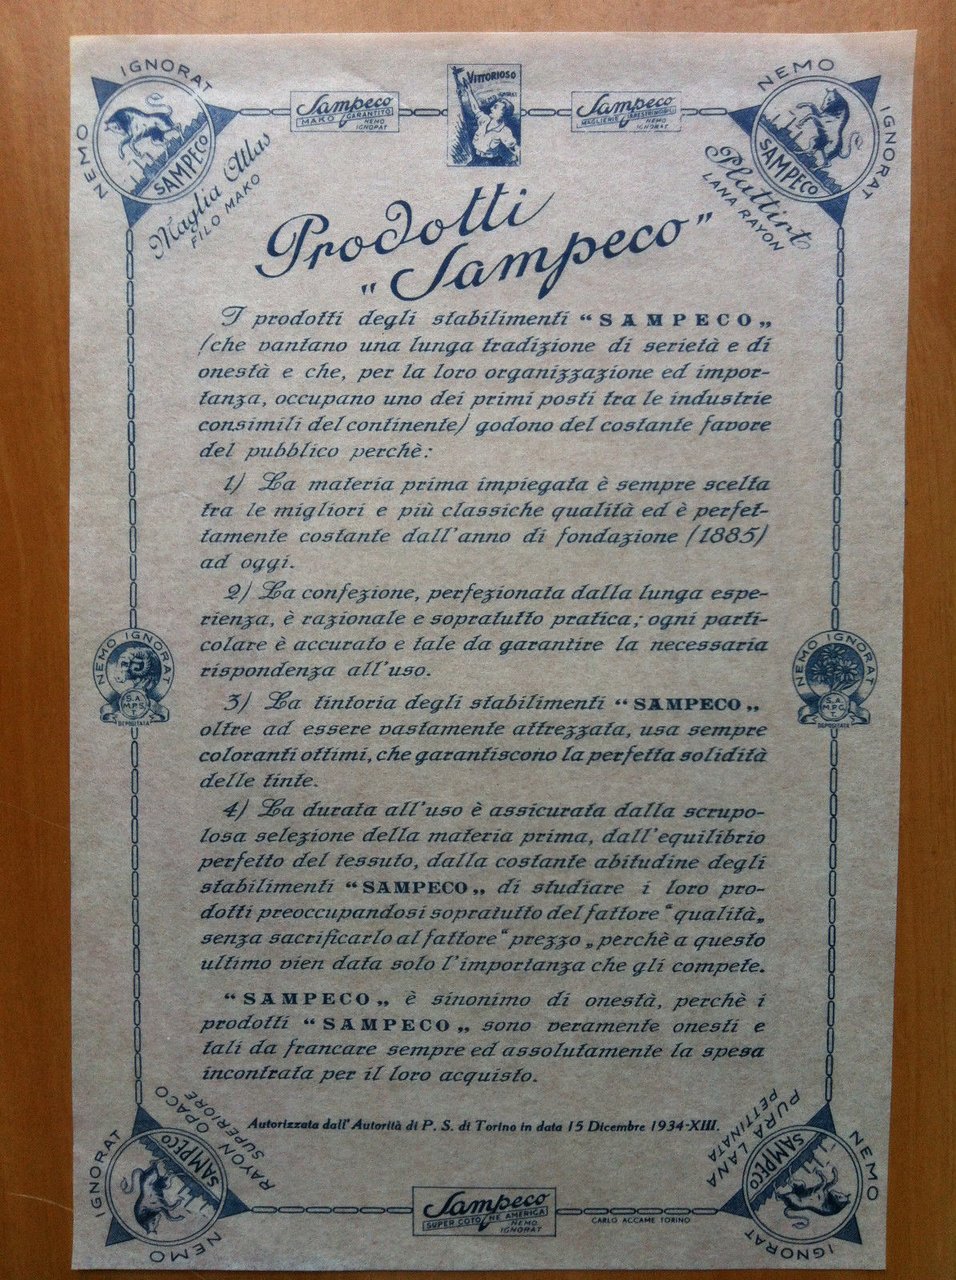 NEMO IGNORAT
SAMPECO
Maglia Atlas
FILO MAKO
Sampeco
MAKO GARANTITO
NEMO
IGNORAT
VITTORIOSO
NEMO IGNORAT
Sampeco
MAGLIERIE
NEMO
IGNORAT
NEMO IGNORAT
SAMPECO
Plattirt
LANA RAYON
Prodotti
"Sampeco"
I prodotti degli stabilimenti “SAMPECO„
(che vantano una lunga tradizione di serietà e di
onestà e che, per la loro organizzazione ed impor-
tanza, occupano uno dei primi posti tra le industrie
consimili del continente) godono del costante favore
del pubblico perchè:
1) La materia prima impiegata è sempre scelta
tra le migliori e più classiche qualità ed è perfet-
tamente costante dall'anno di fondazione (1885)
ad oggi.
2) La confezione, perfezionata dalla lunga espe-
rienza, è razionale e sopratutto pratica; ogni parti-
colare è accurato e tale da garantire la necessaria
rispondenza all'uso.
3) La tintoria degli stabilimenti “SAMPECO„
oltre ad essere vastamente attrezzata, usa sempre
coloranti ottimi, che garantiscono la perfetta solidità
delle tinte.
4) La durata all'uso è assicurata dalla scrupo-
losa selezione della materia prima, dall'equilibrio
perfetto del tessuto, dalla costante abitudine degli
stabilimenti “SAMPECO„ di studiare i loro pro-
dotti preoccupandosi sopratutto del fattore “qualità„
senza sacrificarlo al fattore “prezzo„ perchè a questo
ultimo vien data solo l'importanza che gli compete.
“SAMPECO„ è sinonimo di onestà, perchè i
prodotti “SAMPECO„ sono veramente onesti e
tali da francare sempre ed assolutamente la spesa
incontrata per il loro acquisto.
NEMO IGNORAT
S.A.
M.P.S.
T.
DEPOSITATA
NEMO IGNORAT
S.A.
M.P.G.
T.
DEPOSITATA
Autorizzata dall'Autorità di P. S. di Torino in data 15 Dicembre 1934-XIII.
RAYON OPACO
SUPERIORE
SAMPECO
NEMO IGNORAT
Sampeco
SUPER COTONE AMERICA
NEMO
IGNORAT
CARLO ACCAME TORINO
PURA LANA
PETTINATA
SAMPECO
NEMO IGNORAT